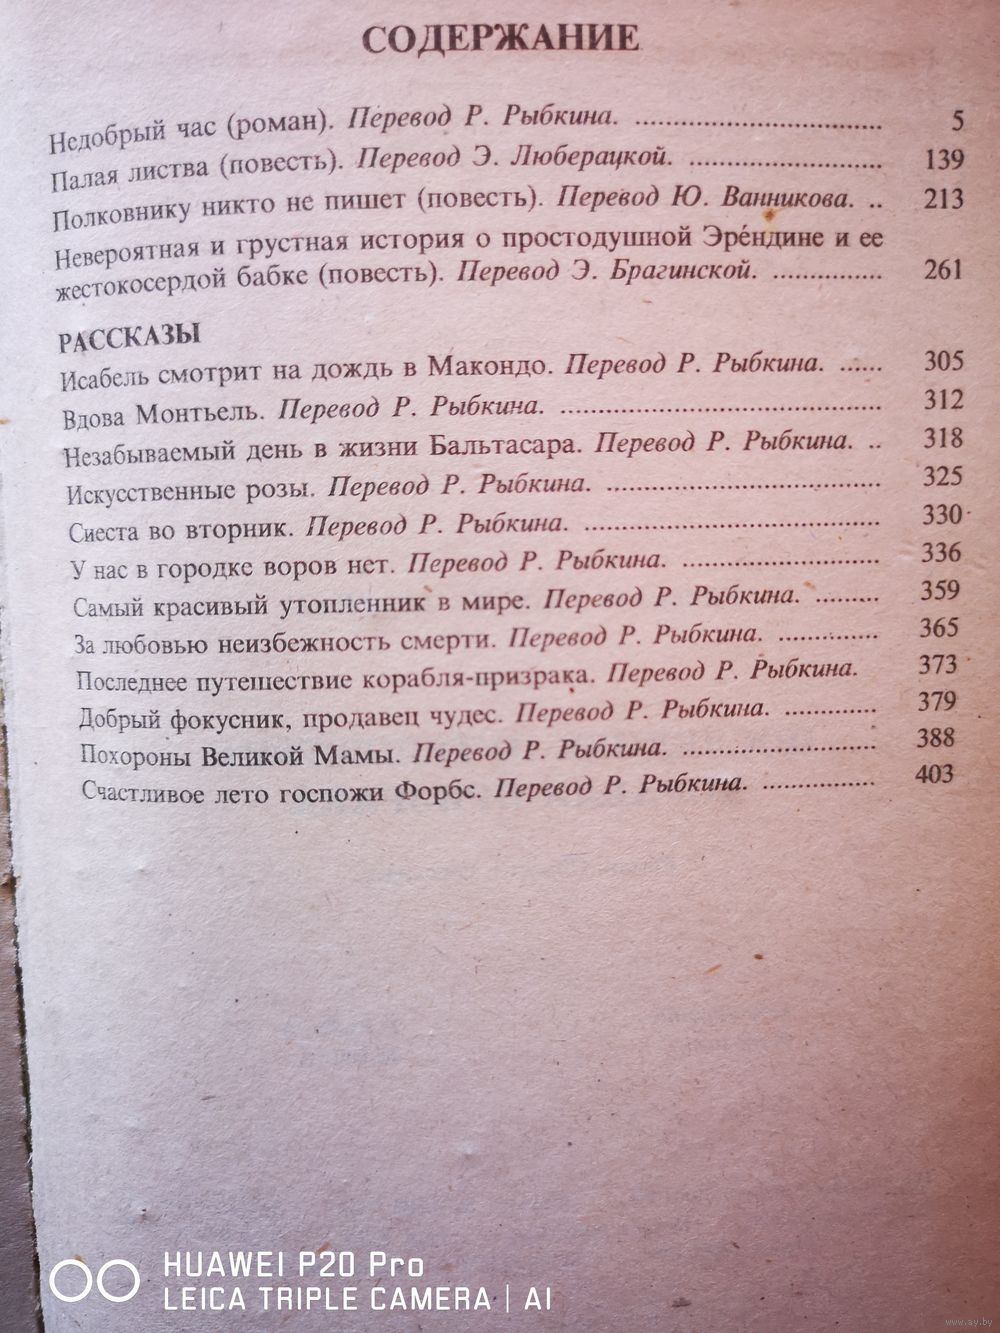 СОДЕРЖАНИЕ
Недобрый час (роман). Перевод Р. Рыбкина. ................................ 5
Палая листва (повесть). Перевод Э. Люберацкой. ......................... 139
Полковнику никто не пишет (повесть). Перевод Ю. Ванникова. .. 213
Невероятная и грустная история о простодушной Эре́ндине и ее
жестокосердой бабке (повесть). Перевод Э. Брагинской. .............. 261
РАССКАЗЫ
Исабель смотрит на дождь в Макондо. Перевод Р. Рыбкина. ...... 305
Вдова Монтьель. Перевод Р. Рыбкина. .......................................... 312
Незабываемый день в жизни Бальтасара. Перевод Р. Рыбкина. .. 318
Искусственные розы. Перевод Р. Рыбкина. ................................... 325
Сиеста во вторник. Перевод Р. Рыбкина. ...................................... 330
У нас в городке воров нет. Перевод Р. Рыбкина. ......................... 336
Самый красивый утопленник в мире. Перевод Р. Рыбкина. ......... 359
За любовью неизбежность смерти. Перевод Р. Рыбкина. ............. 365
Последнее путешествие корабля-призрака. Перевод Р. Рыбкина. 373
Добрый фокусник, продавец чудес. Перевод Р. Рыбкина. ............ 379
Похороны Великой Мамы. Перевод Р. Рыбкина. ......................... 388
Счастливое лето госпожи Форбс. Перевод Р. Рыбкина. ............... 403
HUAWEI P20 Pro
LEICA TRIPLE CAMERA | AI
www.ay.by